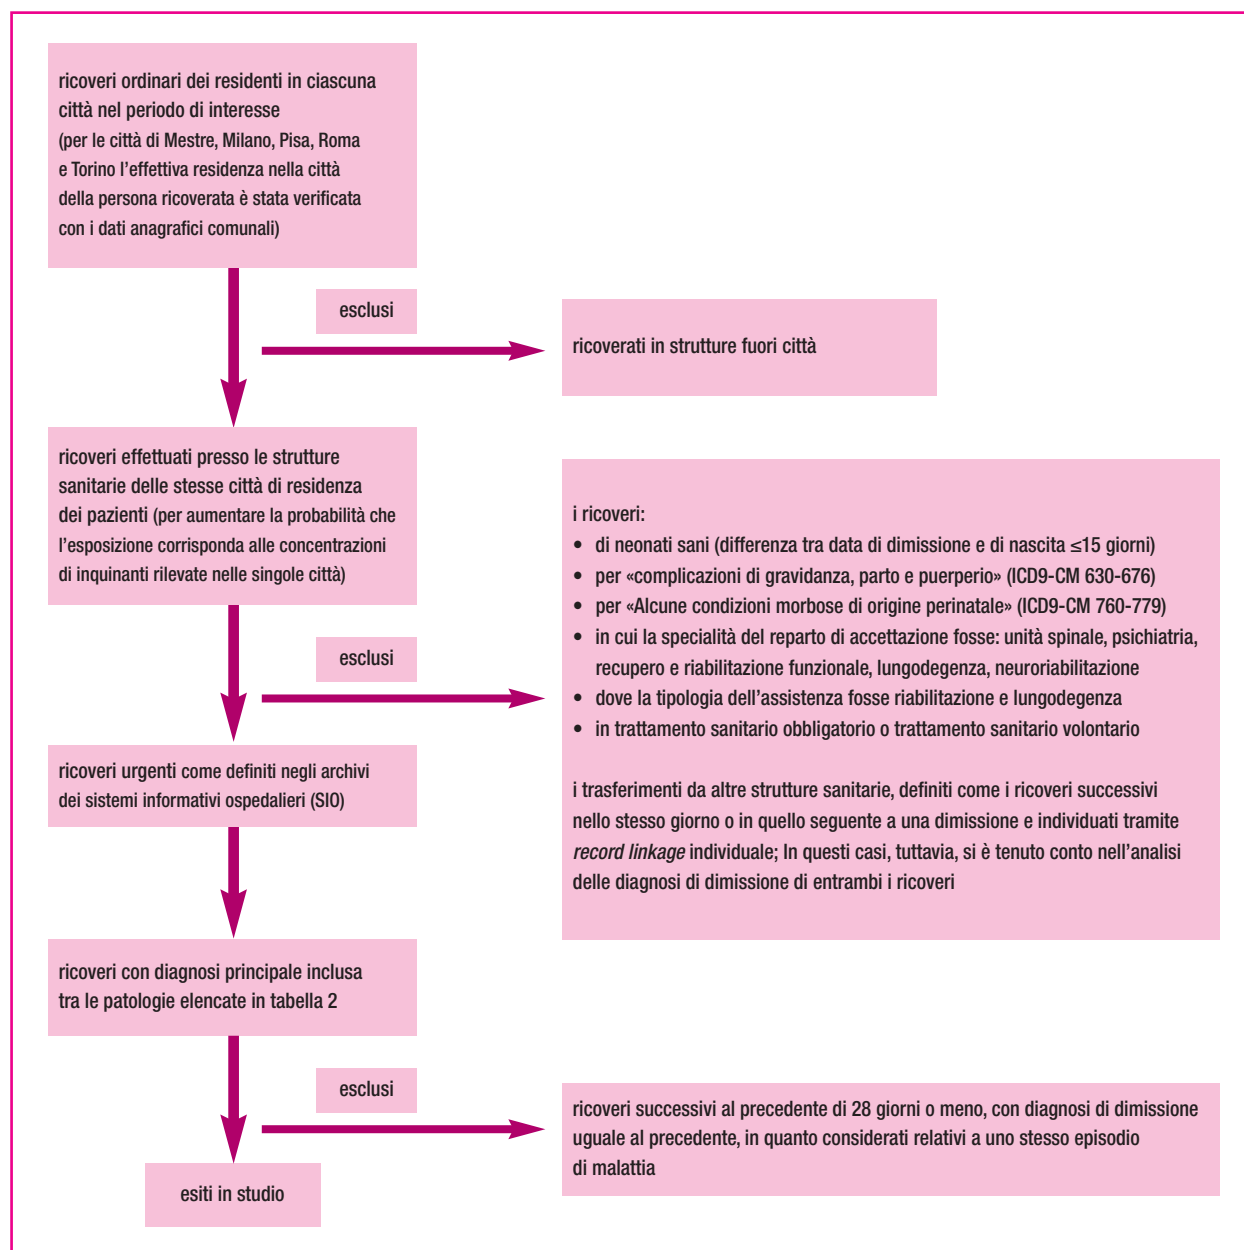 ricoveri ordinari dei residenti in ciascuna
città nel periodo di interesse
(per le città di Mestre, Milano, Pisa, Roma
e Torino l’effettiva residenza nella città
della persona ricoverata è stata verificata
con i dati anagrafici comunali)
esclusi
ricoverati in strutture fuori città
ricoveri effettuati presso le strutture
sanitarie delle stesse città di residenza
dei pazienti (per aumentare la probabilità che
l’esposizione corrisponda alle concentrazioni
di inquinanti rilevate nelle singole città)
esclusi
i ricoveri:
• di neonati sani (differenza tra data di dimissione e di nascita ≤15 giorni)
• per «complicazioni di gravidanza, parto e puerperio» (ICD9-CM 630-676)
• per «Alcune condizioni morbose di origine perinatale» (ICD9-CM 760-779)
• in cui la specialità del reparto di accettazione fosse: unità spinale, psichiatria,
recupero e riabilitazione funzionale, lungodegenza, neuroriabilitazione
• dove la tipologia dell’assistenza fosse riabilitazione e lungodegenza
• in trattamento sanitario obbligatorio o trattamento sanitario volontario
i trasferimenti da altre strutture sanitarie, definiti come i ricoveri successivi
nello stesso giorno o in quello seguente a una dimissione e individuati tramite
record linkage individuale; In questi casi, tuttavia, si è tenuto conto nell’analisi
delle diagnosi di dimissione di entrambi i ricoveri
ricoveri urgenti come definiti negli archivi
dei sistemi informativi ospedalieri (SIO)
ricoveri con diagnosi principale inclusa
tra le patologie elencate in tabella 2
esclusi
ricoveri successivi al precedente di 28 giorni o meno, con diagnosi di dimissione
uguale al precedente, in quanto considerati relativi a uno stesso episodio
di malattia
esiti in studio